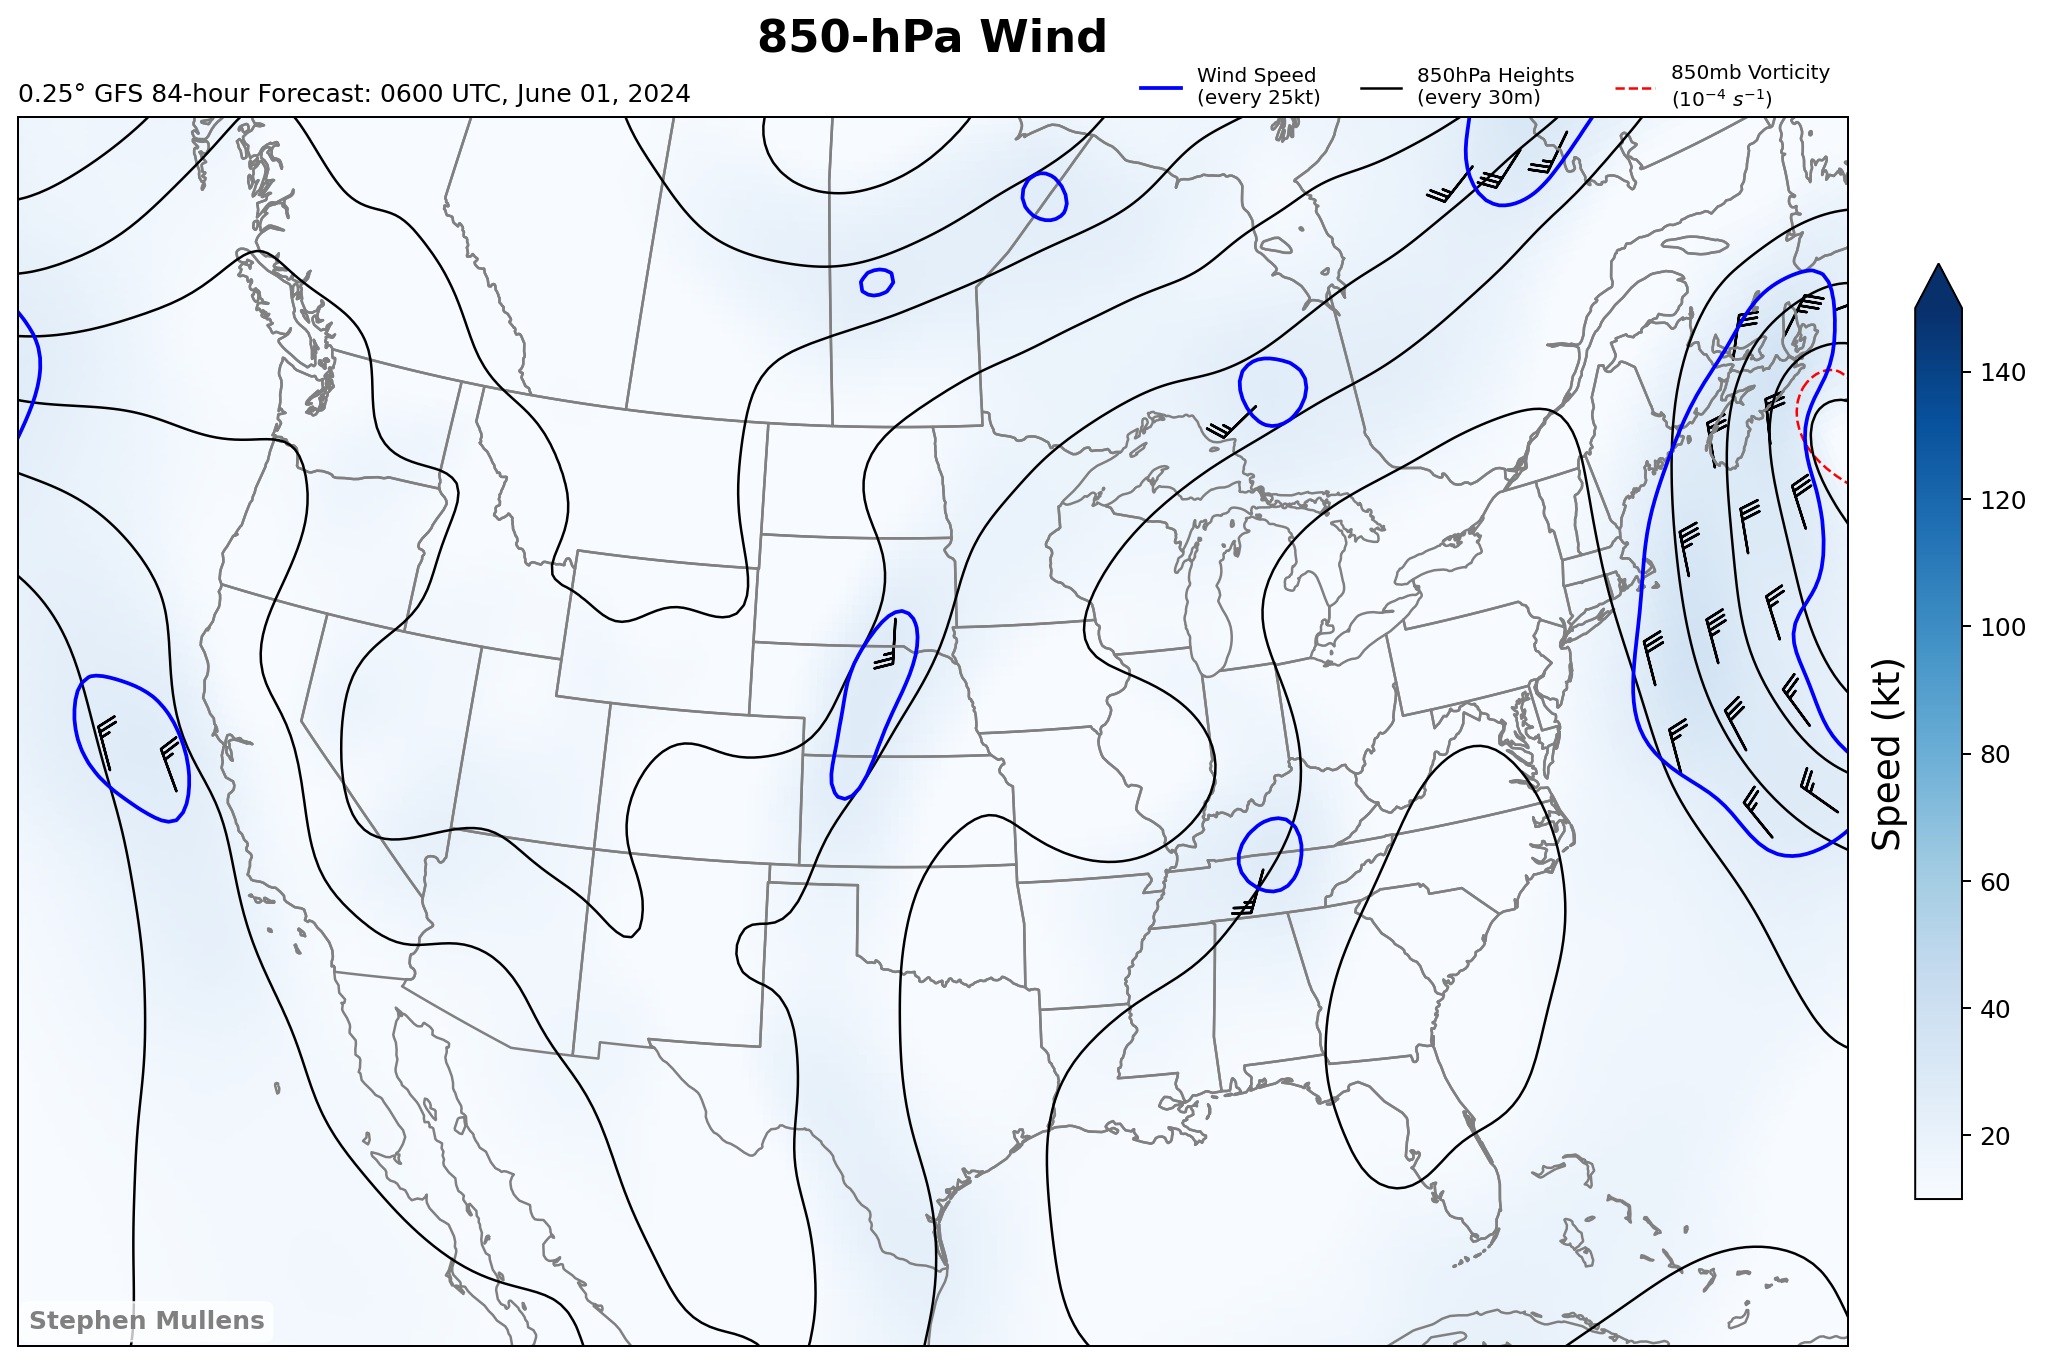 850-hPa Wind
0.25° GFS 84-hour Forecast: 0600 UTC, June 01, 2024
Wind Speed
(every 25kt)
850hPa Heights
(every 30m)
850mb Vorticity
(10⁻⁴ s⁻¹)
140
120
100
80
60
40
20
Speed (kt)
Stephen Mullens